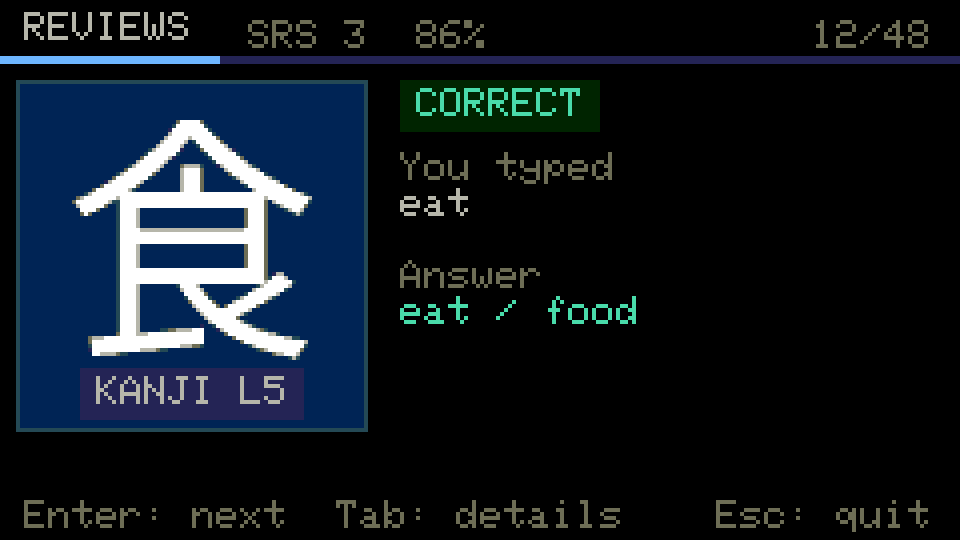 REVIEWS SRS 3 86% 12/48
食
KANJI L5
CORRECT
You typed
eat
Answer
eat / food
Enter: next Tab: details Esc: quit